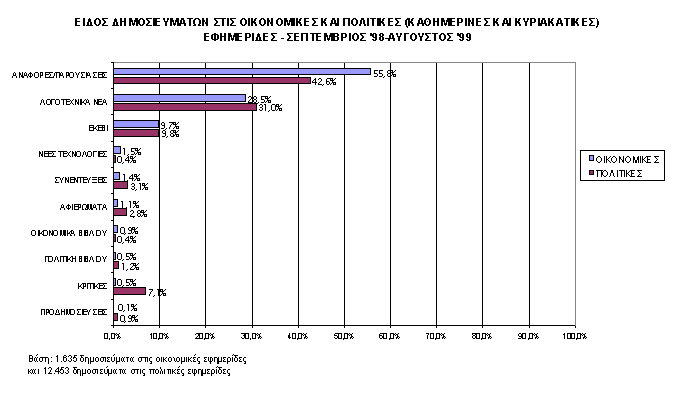 ΕΙΔΟΣ ΔΗΜΟΣΙΕΥΜΑΤΩΝ ΣΤΙΣ ΟΙΚΟΝΟΜΙΚΕΣ ΚΑΙ ΠΟΛΙΤΙΚΕΣ (ΚΑΘΗΜΕΡΙΝΕΣ ΚΑΙ ΚΥΡΙΑΚΑΤΙΚΕΣ)
ΕΦΗΜΕΡΙΔΕΣ - ΣΕΠΤΕΜΒΡΙΟΣ '98-ΑΥΓΟΥΣΤΟΣ '99
ΑΝΑΦΟΡΕΣ/ΠΑΡΟΥΣΙΑΣΕΙΣ
55,8%
42,6%
ΛΟΓΟΤΕΧΝΙΚΑ ΝΕΑ
28,5%
31,0%
ΕΚΕΒΙ
9,7%
9,8%
ΝΕΕΣ ΤΕΧΝΟΛΟΓΙΕΣ
1,5%
0,4%
ΟΙΚΟΝΟΜΙΚΕΣ
ΠΟΛΙΤΙΚΕΣ
ΣΥΝΕΝΤΕΥΞΕΙΣ
1,4%
3,1%
ΑΦΙΕΡΩΜΑΤΑ
1,1%
2,8%
ΟΙΚΟΝΟΜΙΚΑ ΒΙΒΛΙΟΥ
0,9%
0,4%
ΠΟΛΙΤΙΚΗ ΒΙΒΛΙΟΥ
0,5%
1,2%
ΚΡΙΤΙΚΕΣ
0,5%
7,1%
ΠΡΟΔΗΜΟΣΙΕΥΣΕΙΣ
0,1%
0,9%
0,0% 10,0% 20,0% 30,0% 40,0% 50,0% 60,0% 70,0% 80,0% 90,0% 100,0%
Βάση: 1.635 δημοσιεύματα στις οικονομικές εφημερίδες
και 12.453 δημοσιεύματα στις πολιτικές εφημερίδες